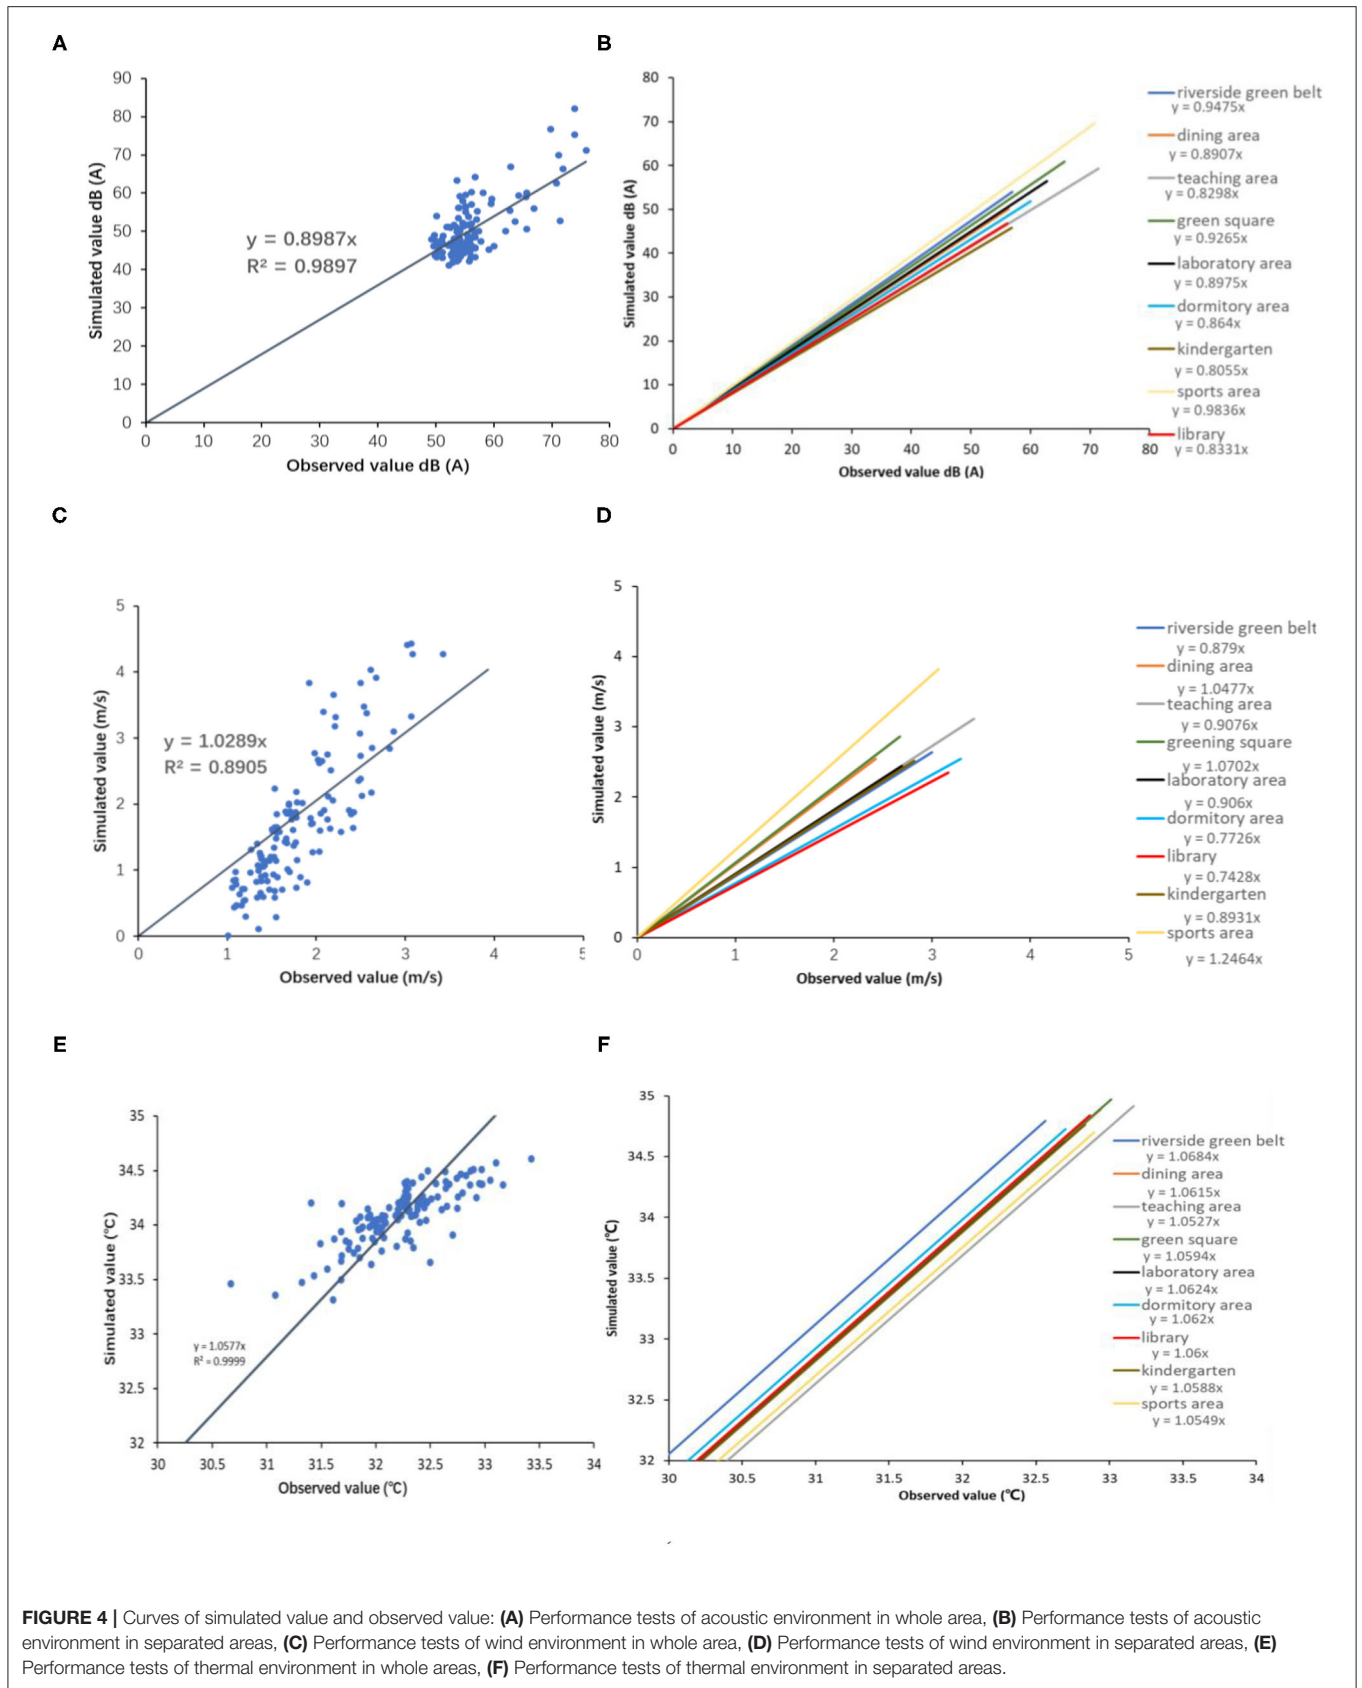 A
90
80
70
60
50
40
30
20
10
0
Simulated value dB (A)
y = 0.8987x
R² = 0.9897
0 10 20 30 40 50 60 70 80
Observed value dB (A)
B
80
70
60
50
40
30
20
10
0
Simulated value dB (A)
0 10 20 30 40 50 60 70 80
Observed value dB (A)
riverside green belt
y = 0.9475x
dining area
y = 0.8907x
teaching area
y = 0.8298x
green square
y = 0.9265x
laboratory area
y = 0.8975x
dormitory area
y = 0.864x
kindergarten
y = 0.8055x
sports area
y = 0.9836x
library
y = 0.8331x
C
5
4
3
2
1
0
Simulated value (m/s)
y = 1.0289x
R² = 0.8905
0 1 2 3 4 5
Observed value (m/s)
D
5
4
3
2
1
0
Simulated value (m/s)
0 1 2 3 4 5
Observed value (m/s)
riverside green belt
y = 0.879x
dining area
y = 1.0477x
teaching area
y = 0.9076x
greening square
y = 1.0702x
laboratory area
y = 0.906x
dormitory area
y = 0.7726x
library
y = 0.7428x
kindergarten
y = 0.8931x
sports area
y = 1.2464x
E
35
34.5
34
33.5
33
32.5
32
Simulated value (℃)
y = 1.0577x
R² = 0.9999
30 30.5 31 31.5 32 32.5 33 33.5 34
Observed value (℃)
F
35
34.5
34
33.5
33
32.5
32
Simulated value (℃)
30 30.5 31 31.5 32 32.5 33 33.5 34
Observed value (℃)
riverside green belt
y = 1.0684x
dining area
y = 1.0615x
teaching area
y = 1.0527x
green square
y = 1.0594x
laboratory area
y = 1.0624x
dormitory area
y = 1.062x
library
y = 1.06x
kindergarten
y = 1.0588x
sports area
y = 1.0549x
FIGURE 4 | Curves of simulated value and observed value: (A) Performance tests of acoustic environment in whole area, (B) Performance tests of acoustic
environment in separated areas, (C) Performance tests of wind environment in whole area, (D) Performance tests of wind environment in separated areas, (E)
Performance tests of thermal environment in whole areas, (F) Performance tests of thermal environment in separated areas.